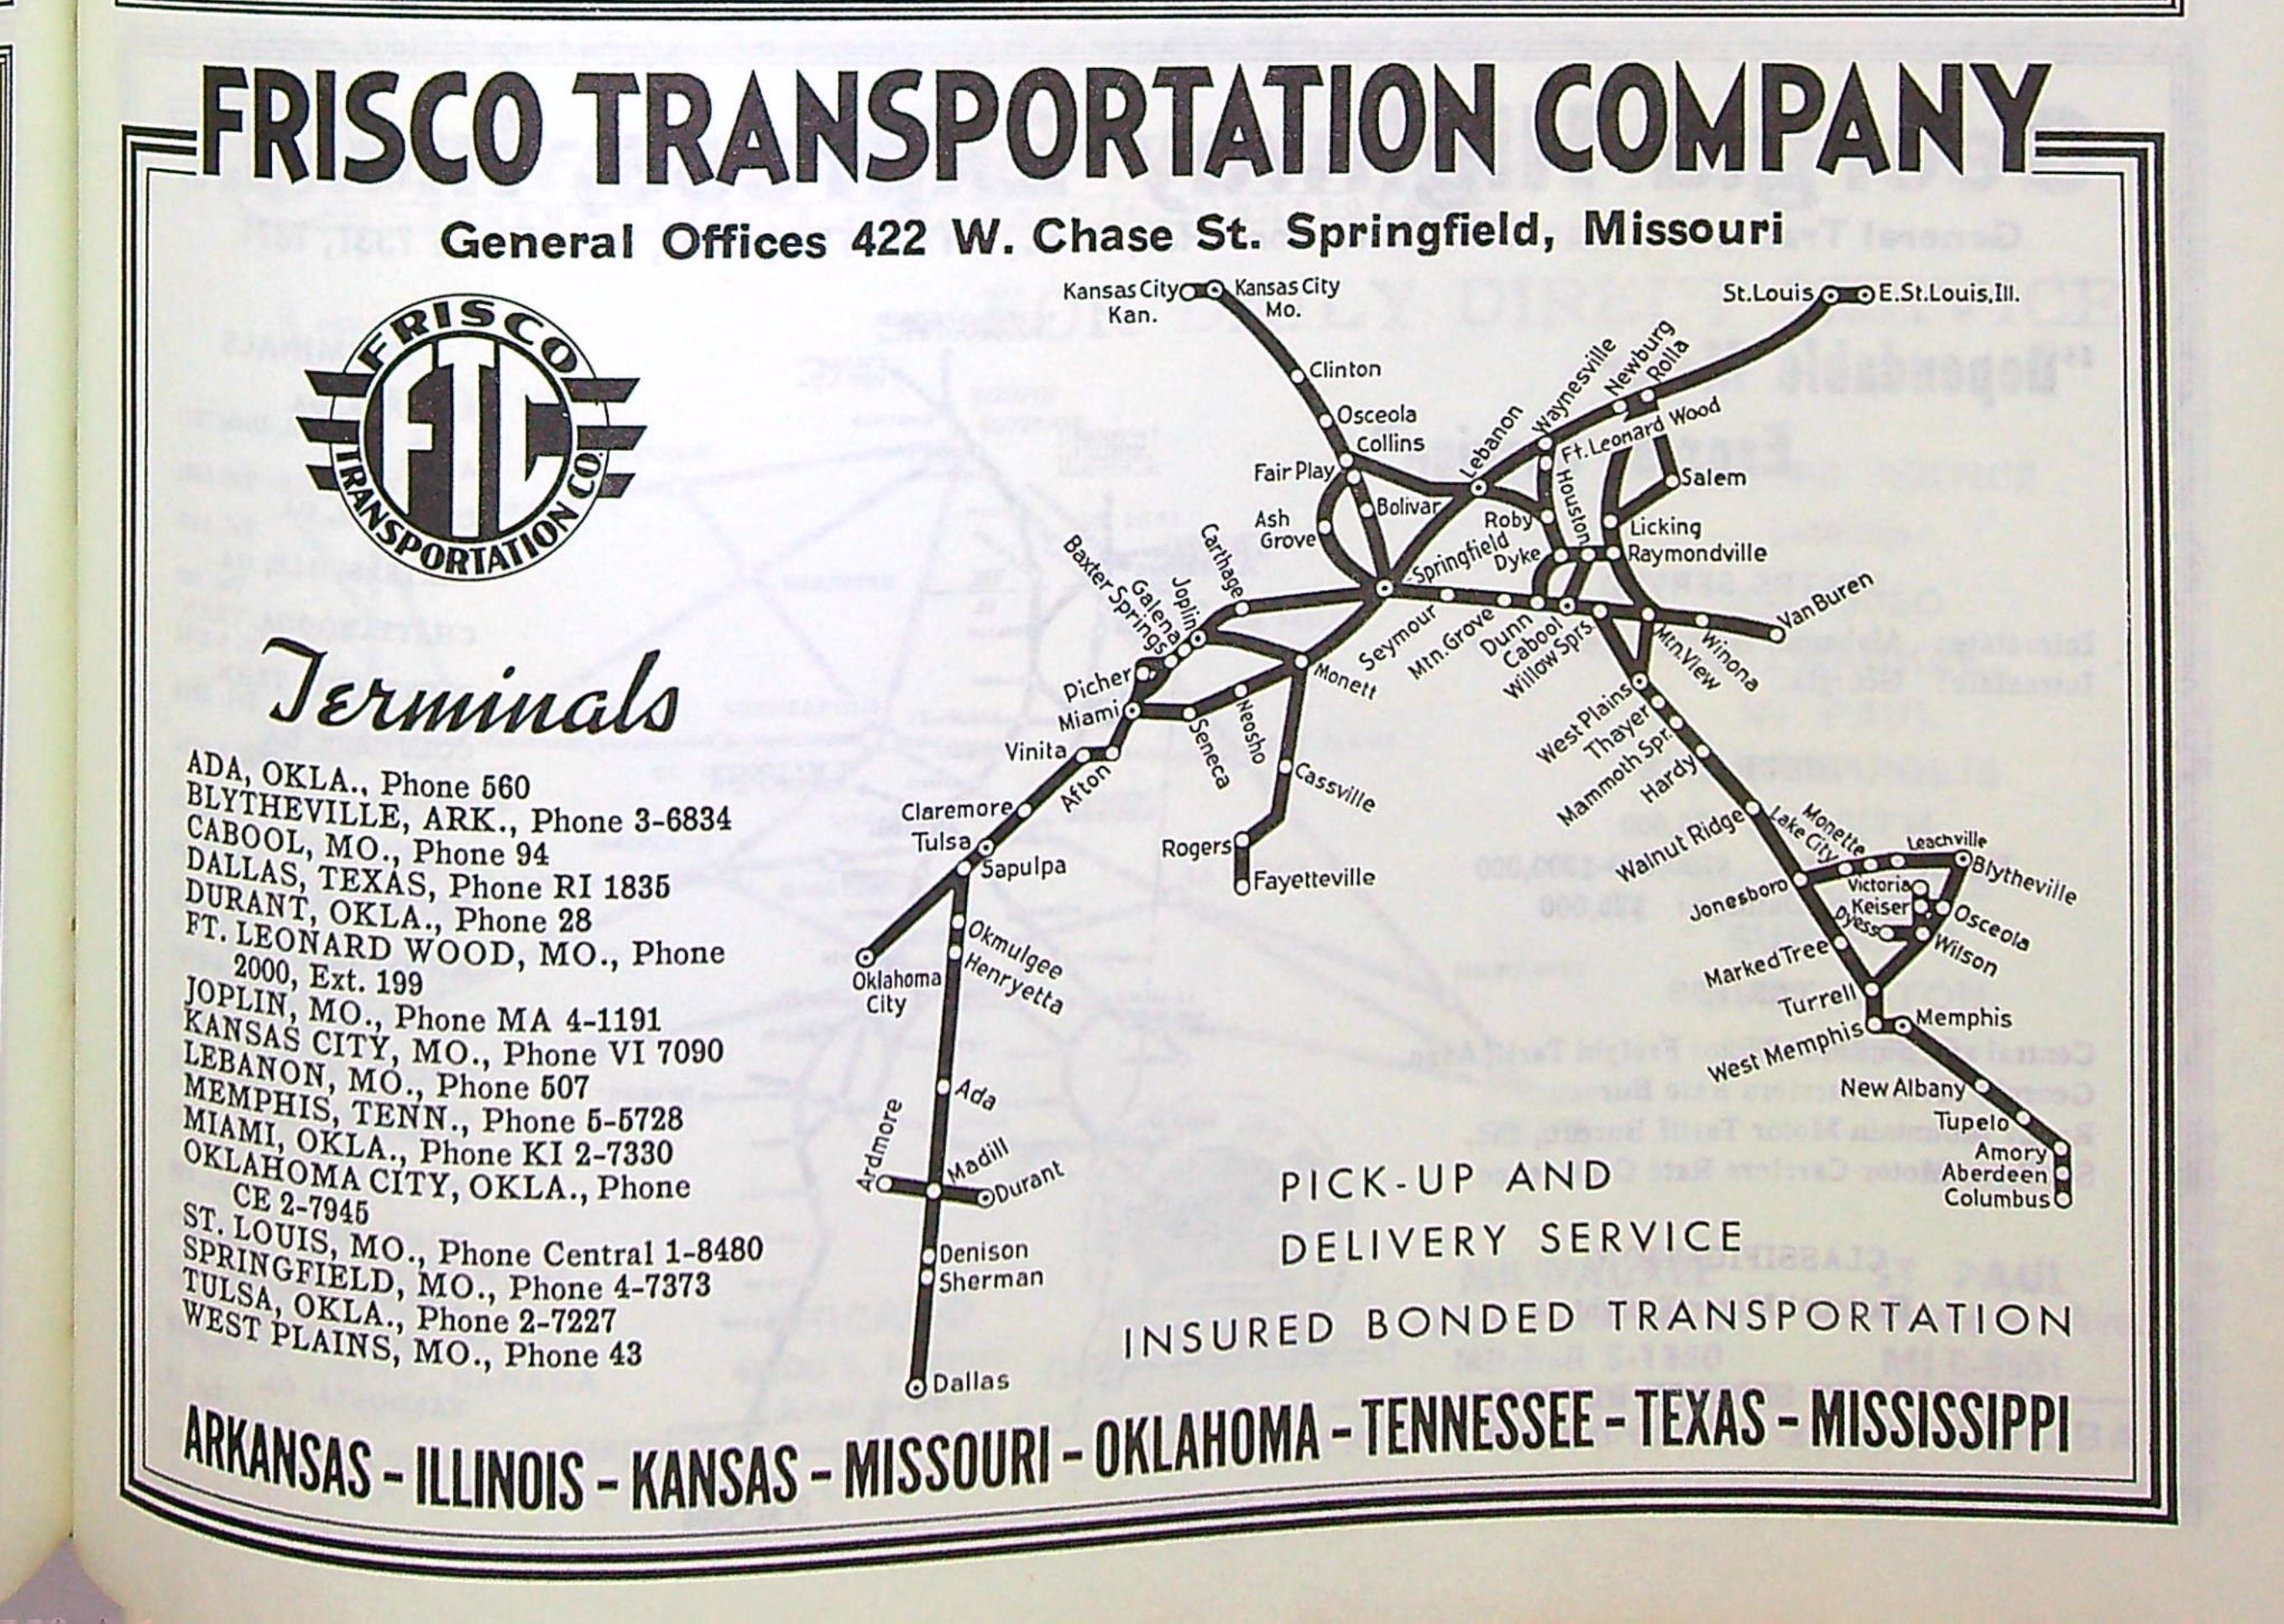 FRISCO TRANSPORTATION COMPANY
General Offices 422 W. Chase St. Springfield, Missouri
FRISCO
FTC
TRANSPORTATION CO.
Terminals
ADA, OKLA., Phone 560
BLYTHEVILLE, ARK., Phone 3-6834
CABOOL, MO., Phone 94
DALLAS, TEXAS, Phone RI 1835
DURANT, OKLA., Phone 28
FT. LEONARD WOOD, MO., Phone
2000, Ext. 199
JOPLIN, MO., Phone MA 4-1191
KANSAS CITY, MO., Phone VI 7090
LEBANON, MO., Phone 507
MEMPHIS, TENN., Phone 5-5728
MIAMI, OKLA., Phone KI 2-7330
OKLAHOMA CITY, OKLA., Phone
CE 2-7945
ST. LOUIS, MO., Phone Central 1-8480
SPRINGFIELD, MO., Phone 4-7373
TULSA, OKLA., Phone 2-7227
WEST PLAINS, MO., Phone 43
Kansas City
Kan.
Kansas City
Mo.
St. Louis
E. St. Louis, Ill.
Clinton
Osceola
Collins
Fair Play
Bolivar
Ash
Grove
Lebanon
Waynesville
Newburg
Rolla
Ft. Leonard Wood
Salem
Houston
Roby
Licking
Dyke
Raymondville
Springfield
Van Buren
Carthage
Joplin
Galena
Baxter Springs
Picher
Miami
Vinita
Afton
Seneca
Neosho
Monett
Cassville
Rogers
Fayetteville
Claremore
Tulsa
Sapulpa
Oklahoma
City
Okmulgee
Henryetta
Ada
Ardmore
Madill
Durant
Denison
Sherman
Dallas
Seymour
Mtn. Grove
Dunn
Cabool
Willow Sprs.
Mtn. View
Winona
West Plains
Thayer
Mammoth Spr.
Hardy
Walnut Ridge
Jonesboro
Lake City
Monette
Leachville
Blytheville
Victoria
Keiser
Dyess
Osceola
Wilson
Marked Tree
Turrell
West Memphis
Memphis
New Albany
Tupelo
Amory
Aberdeen
Columbus
PICK-UP AND
DELIVERY SERVICE
INSURED BONDED TRANSPORTATION
ARKANSAS – ILLINOIS – KANSAS – MISSOURI – OKLAHOMA – TENNESSEE – TEXAS – MISSISSIPPI